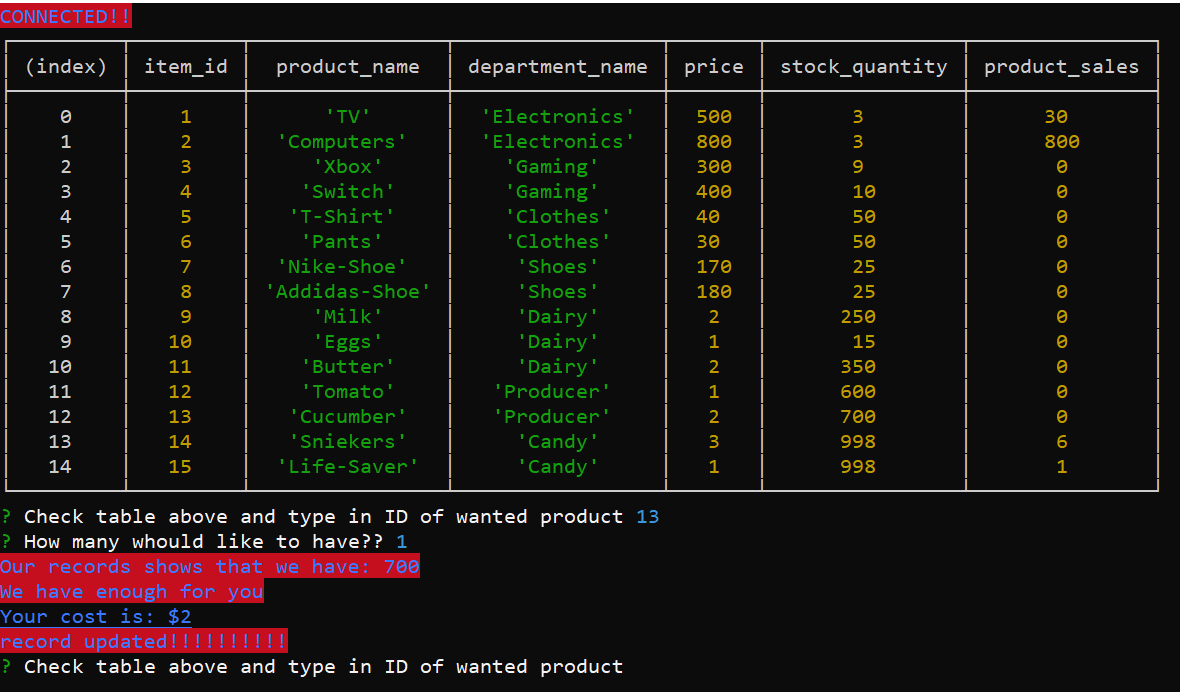 CONNECTED!!
(index) item_id product_name department_name price stock_quantity product_sales
0 1 'TV' 'Electronics' 500 3 30
1 2 'Computers' 'Electronics' 800 3 800
2 3 'Xbox' 'Gaming' 300 9 0
3 4 'Switch' 'Gaming' 400 10 0
4 5 'T-Shirt' 'Clothes' 40 50 0
5 6 'Pants' 'Clothes' 30 50 0
6 7 'Nike-Shoe' 'Shoes' 170 25 0
7 8 'Addidas-Shoe' 'Shoes' 180 25 0
8 9 'Milk' 'Dairy' 2 250 0
9 10 'Eggs' 'Dairy' 1 15 0
10 11 'Butter' 'Dairy' 2 350 0
11 12 'Tomato' 'Producer' 1 600 0
12 13 'Cucumber' 'Producer' 2 700 0
13 14 'Sniekers' 'Candy' 3 998 6
14 15 'Life-Saver' 'Candy' 1 998 1
? Check table above and type in ID of wanted product 13
? How many whould like to have?? 1
Our records shows that we have: 700
We have enough for you
Your cost is: $2
record updated!!!!!!!!!!
? Check table above and type in ID of wanted product